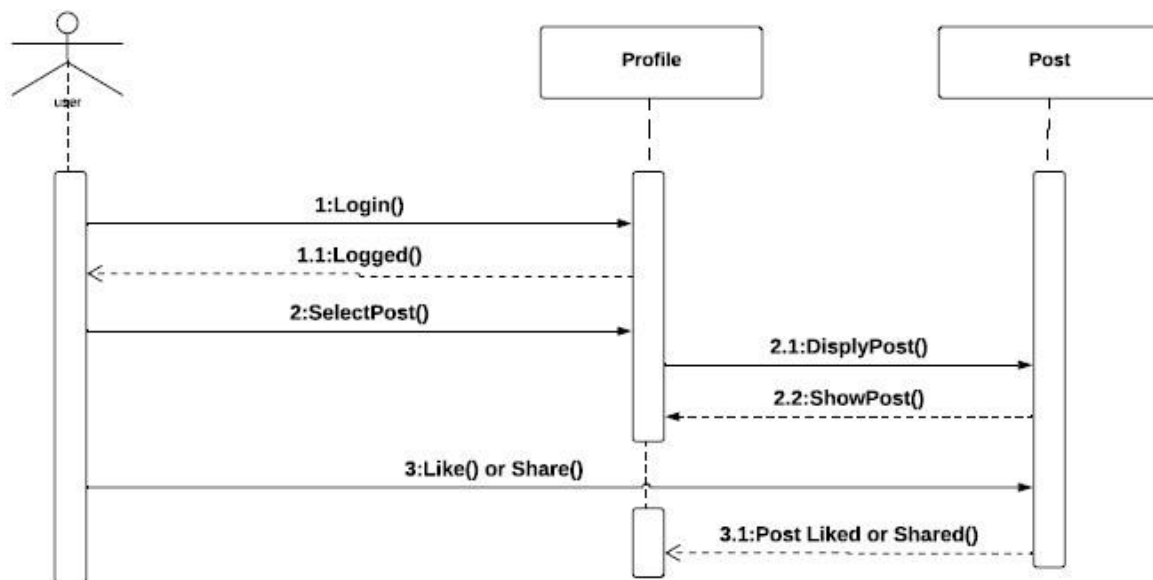 user
Profile
Post
1:Login()
1.1:Logged()
2:SelectPost()
2.1:DisplyPost()
2.2:ShowPost()
3:Like() or Share()
3.1:Post Liked or Shared()